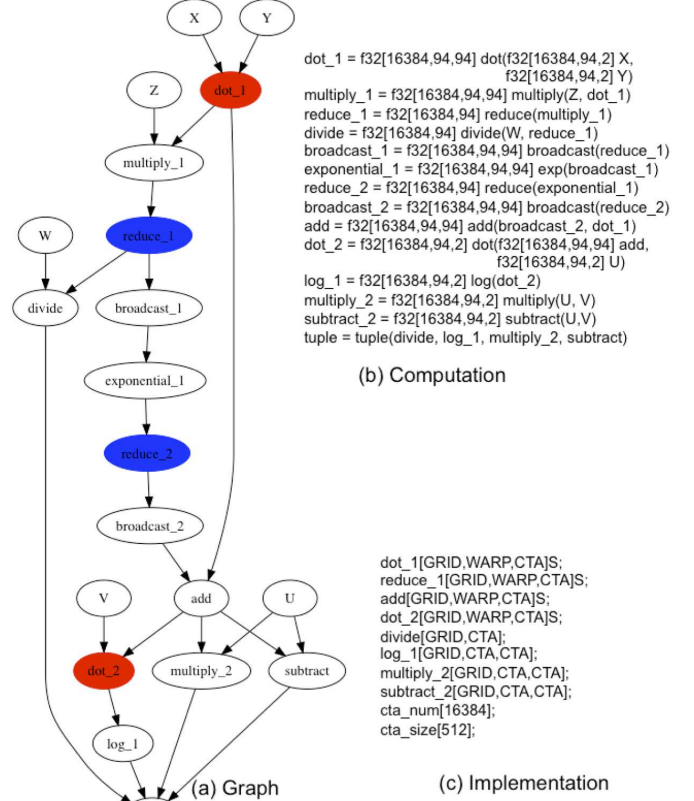 X
Y
Z
dot_1
multiply_1
W
reduce_1
divide
broadcast_1
exponential_1
reduce_2
broadcast_2
V
add
U
dot_2
multiply_2
subtract
log_1
(a) Graph
dot_1 = f32[16384,94,94] dot(f32[16384,94,2] X,
f32[16384,94,2] Y)
multiply_1 = f32[16384,94,94] multiply(Z, dot_1)
reduce_1 = f32[16384,94] reduce(multiply_1)
divide = f32[16384,94] divide(W, reduce_1)
broadcast_1 = f32[16384,94,94] broadcast(reduce_1)
exponential_1 = f32[16384,94,94] exp(broadcast_1)
reduce_2 = f32[16384,94] reduce(exponential_1)
broadcast_2 = f32[16384,94,94] broadcast(reduce_2)
add = f32[16384,94,94] add(broadcast_2, dot_1)
dot_2 = f32[16384,94,2] dot(f32[16384,94,94] add,
f32[16384,94,2] U)
log_1 = f32[16384,94,2] log(dot_2)
multiply_2 = f32[16384,94,2] multiply(U, V)
subtract_2 = f32[16384,94,2] subtract(U,V)
tuple = tuple(divide, log_1, multiply_2, subtract)
(b) Computation
dot_1[GRID,WARP,CTA]S;
reduce_1[GRID,WARP,CTA]S;
add[GRID,WARP,CTA]S;
dot_2[GRID,WARP,CTA]S;
divide[GRID,CTA];
log_1[GRID,CTA,CTA];
multiply_2[GRID,CTA,CTA];
subtract_2[GRID,CTA,CTA];
cta_num[16384];
cta_size[512];
(c) Implementation